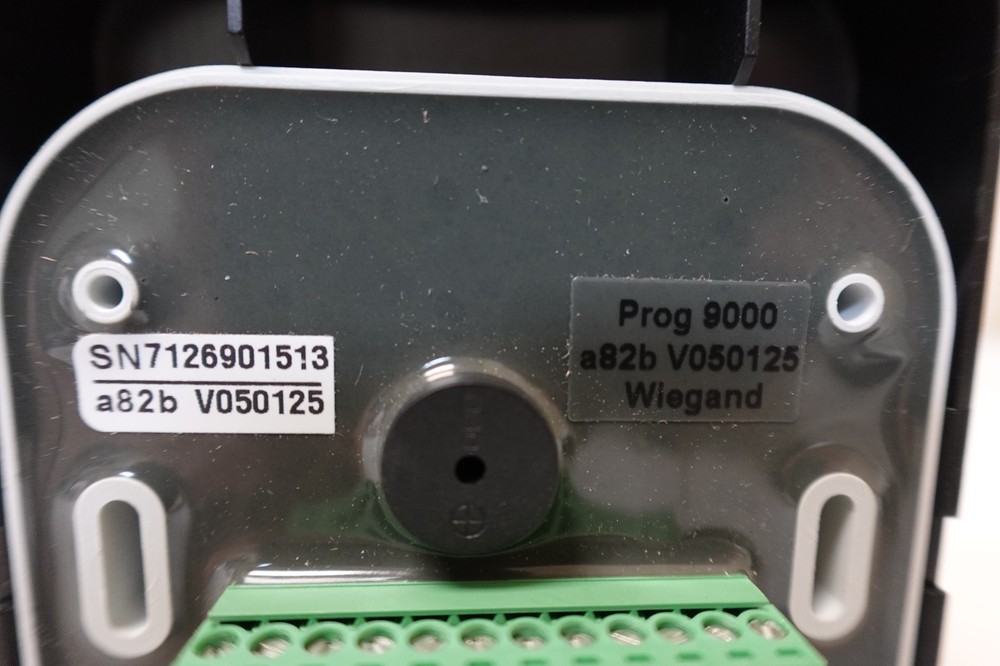 SN7126901513
a82b V050125
Prog 9000
a82b V050125
Wiegand